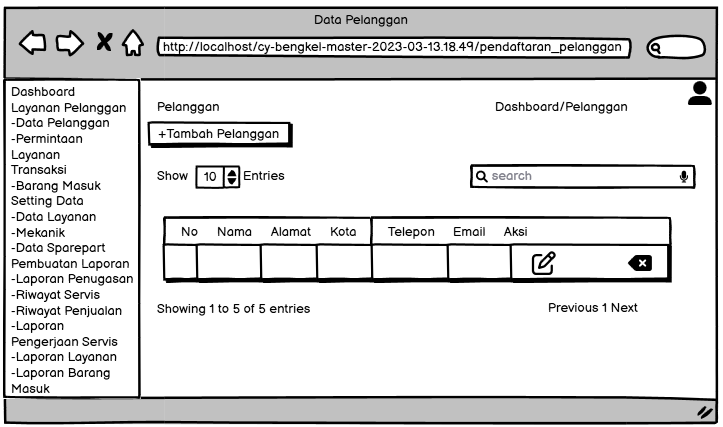 Data Pelanggan
http://localhost/cy-bengkel-master-2023-03-13.18.49/pendaftaran_pelanggan
Dashboard
Layanan Pelanggan
-Data Pelanggan
-Permintaan
Layanan
Transaksi
-Barang Masuk
Setting Data
-Data Layanan
-Mekanik
-Data Sparepart
Pembuatan Laporan
-Laporan Penugasan
-Riwayat Servis
-Riwayat Penjualan
-Laporan
Pengerjaan Servis
-Laporan Layanan
-Laporan Barang
Masuk
Pelanggan Dashboard/Pelanggan
+Tambah Pelanggan
Show 10 Entries search
No Nama Alamat Kota Telepon Email Aksi
Showing 1 to 5 of 5 entries Previous 1 Next